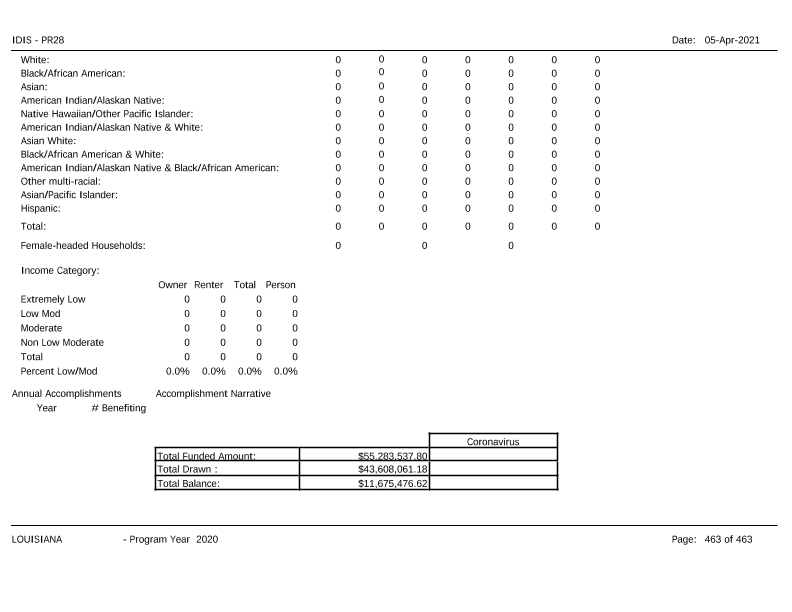 IDIS - PR28 Date: 05-Apr-2021
White: 0 0 0 0 0 0 0
Black/African American: 0 0 0 0 0 0 0
Asian: 0 0 0 0 0 0 0
American Indian/Alaskan Native: 0 0 0 0 0 0 0
Native Hawaiian/Other Pacific Islander: 0 0 0 0 0 0 0
American Indian/Alaskan Native & White: 0 0 0 0 0 0 0
Asian White: 0 0 0 0 0 0 0
Black/African American & White: 0 0 0 0 0 0 0
American Indian/Alaskan Native & Black/African American: 0 0 0 0 0 0 0
Other multi-racial: 0 0 0 0 0 0 0
Asian/Pacific Islander: 0 0 0 0 0 0 0
Hispanic: 0 0 0 0 0 0 0
Total: 0 0 0 0 0 0 0
Female-headed Households: 0 0 0
Income Category:
Owner Renter Total Person
Extremely Low 0 0 0 0
Low Mod 0 0 0 0
Moderate 0 0 0 0
Non Low Moderate 0 0 0 0
Total 0 0 0 0
Percent Low/Mod 0.0% 0.0% 0.0% 0.0%
Annual Accomplishments Accomplishment Narrative
Year # Benefiting
Coronavirus
Total Funded Amount: $55,283,537.80
Total Drawn : $43,608,061.18
Total Balance: $11,675,476.62
LOUISIANA - Program Year 2020 Page: 463 of 463